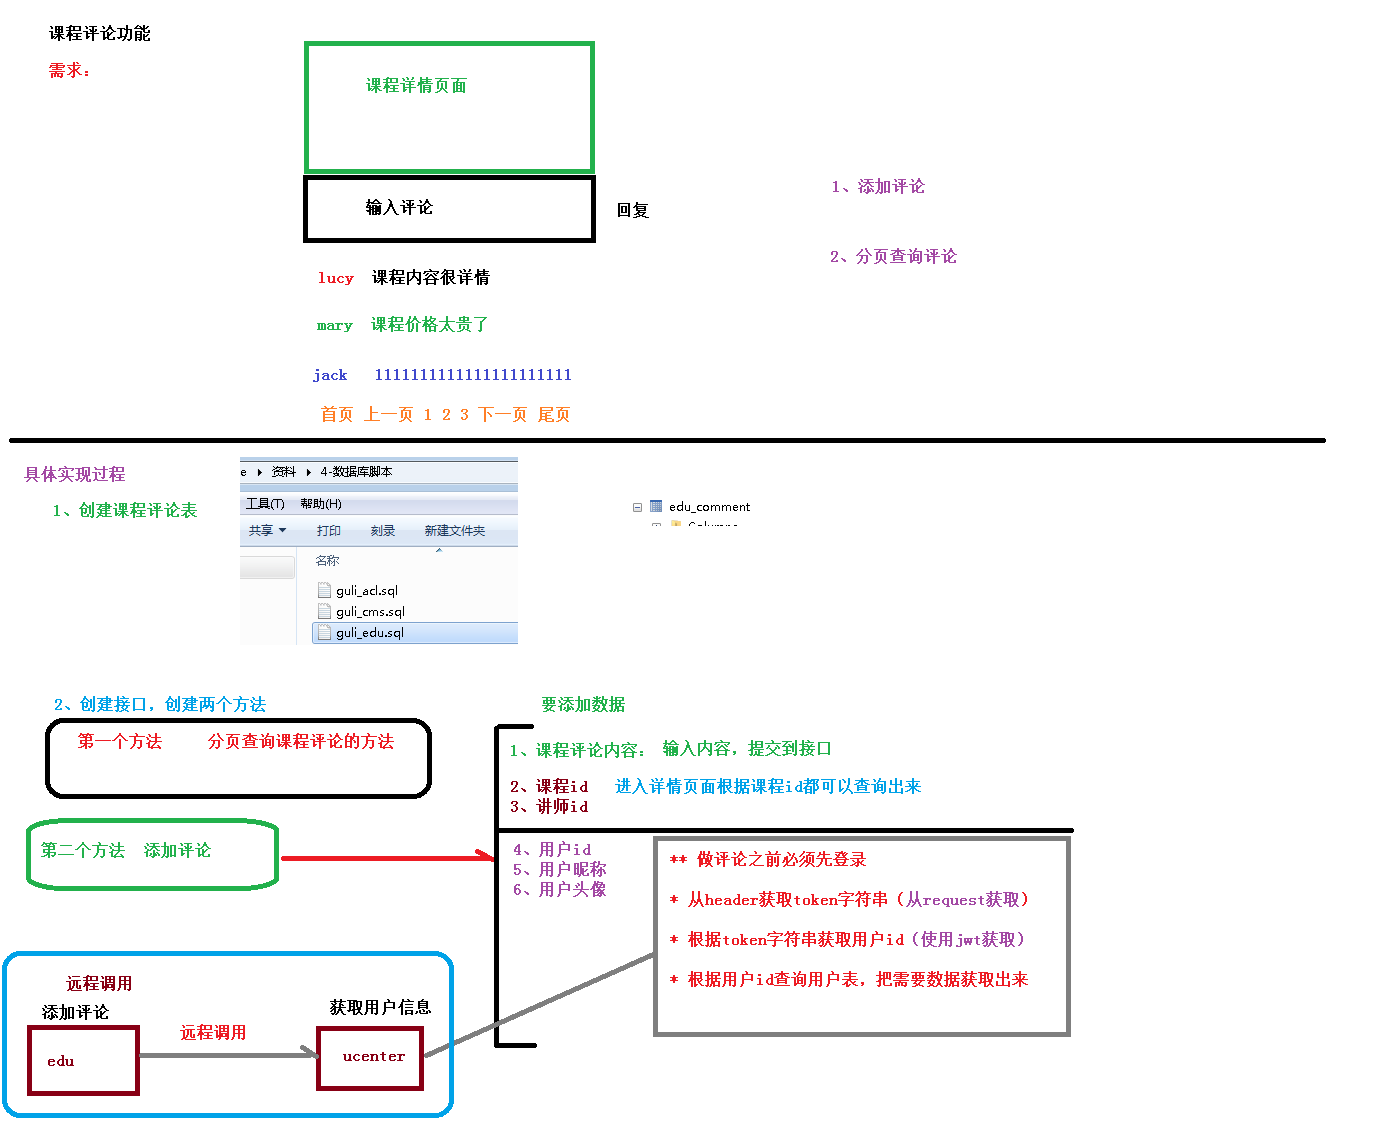 课程评论功能
需求：
课程详情页面
输入评论
回复
1、添加评论
2、分页查询评论
lucy 课程内容很详情
mary 课程价格太贵了
jack 1111111111111111111111
首页 上一页 1 2 3 下一页 尾页
具体实现过程
1、创建课程评论表
e ▸ 资料 ▸ 4-数据库脚本
工具(T) 帮助(H)
共享 打印 刻录 新建文件夹
名称
guli_acl.sql
guli_cms.sql
guli_edu.sql
edu_comment
Columns
2、创建接口，创建两个方法
第一个方法 分页查询课程评论的方法
第二个方法 添加评论
要添加数据
1、课程评论内容： 输入内容，提交到接口
2、课程id 进入详情页面根据课程id都可以查询出来
3、讲师id
4、用户id
5、用户昵称
6、用户头像
** 做评论之前必须先登录
* 从header获取token字符串（从request获取）
* 根据token字符串获取用户id（使用jwt获取）
* 根据用户id查询用户表，把需要数据获取出来
远程调用
添加评论
edu
远程调用
获取用户信息
ucenter